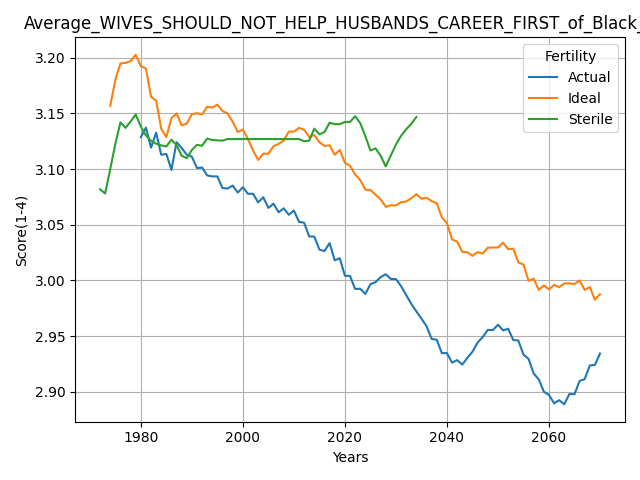 Average_WIVES_SHOULD_NOT_HELP_HUSBANDS_CAREER_FIRST_of_Black_
Fertility
Actual
Ideal
Sterile
Score(1-4)
3.20
3.15
3.10
3.05
3.00
2.95
2.90
1980 2000 2020 2040 2060
Years